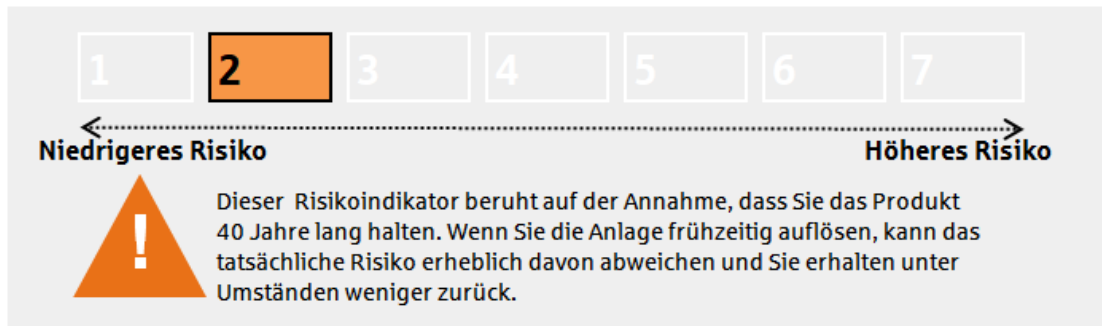 1 2 3 4 5 6 7
Niedrigeres Risiko Höheres Risiko
!
Dieser Risikoindikator beruht auf der Annahme, dass Sie das Produkt
40 Jahre lang halten. Wenn Sie die Anlage frühzeitig auflösen, kann das
tatsächliche Risiko erheblich davon abweichen und Sie erhalten unter
Umständen weniger zurück.